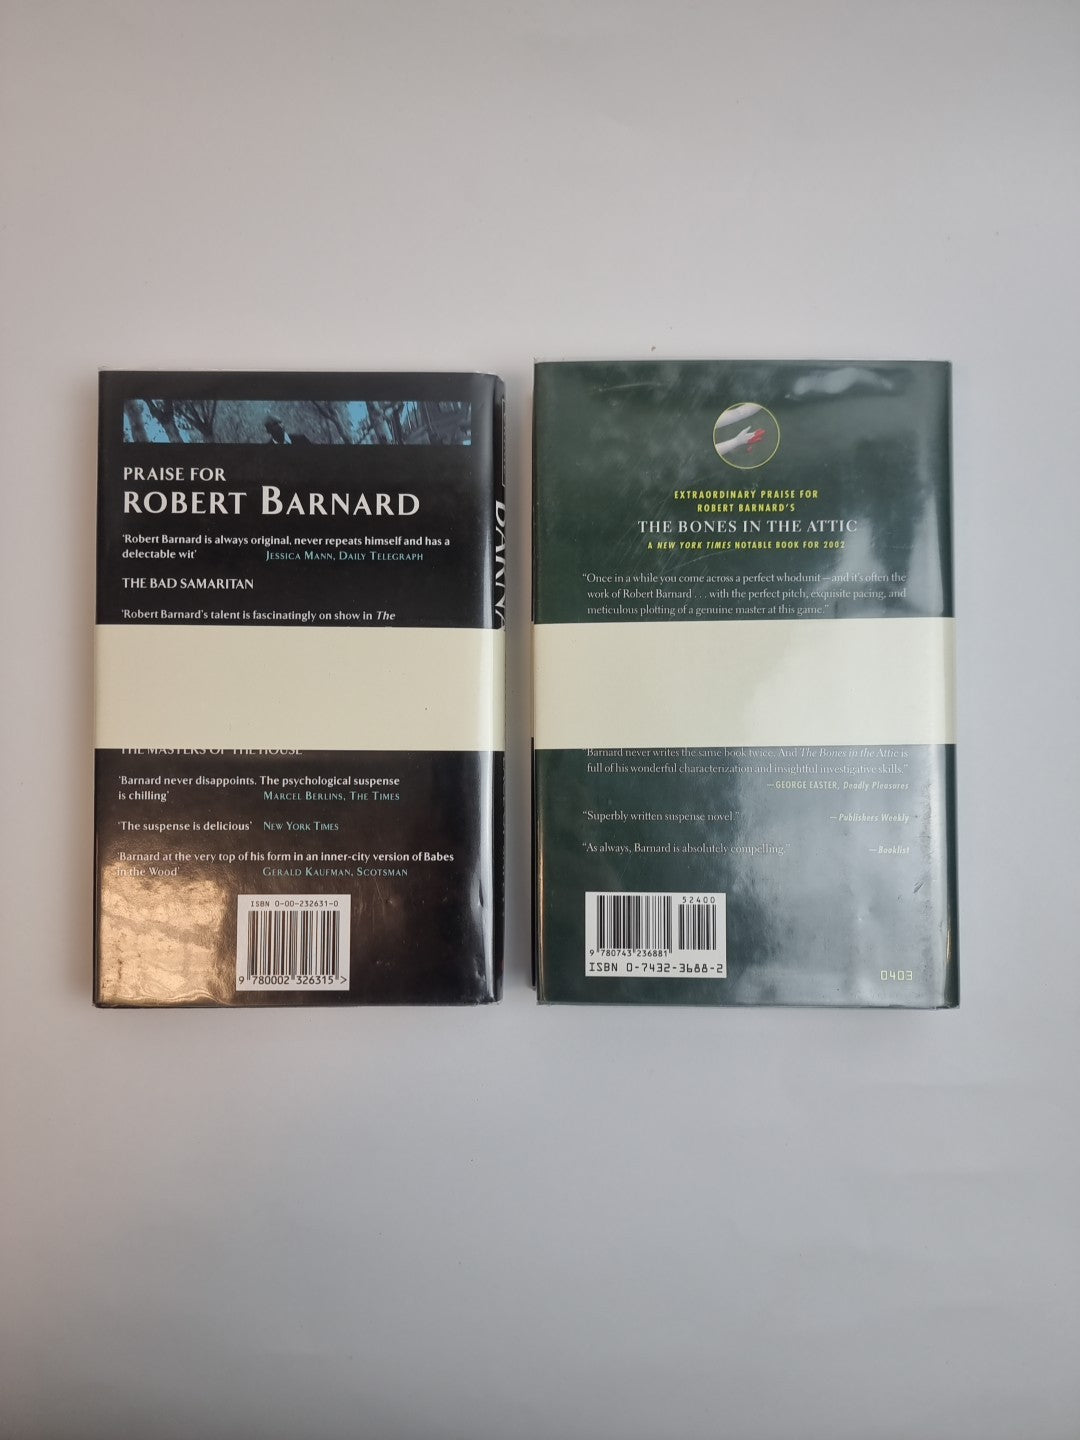 PRAISE FOR
ROBERT BARNARD
'Robert Barnard is always original, never repeats himself and has a
delectable wit' JESSICA MANN, DAILY TELEGRAPH
THE BAD SAMARITAN
'Robert Barnard's talent is fascinatingly on show in The
THE MASTERS OF THE HOUSE
'Barnard never disappoints. The psychological suspense
is chilling' MARCEL BERLINS, THE TIMES
'The suspense is delicious' NEW YORK TIMES
'Barnard at the very top of his form in an inner-city version of Babes
in the Wood' GERALD KAUFMAN, SCOTSMAN
ISBN 0-00-232631-0
9 780002 326315 >
BARN
EXTRAORDINARY PRAISE FOR
ROBERT BARNARD'S
THE BONES IN THE ATTIC
A NEW YORK TIMES NOTABLE BOOK FOR 2002
"Once in a while you come across a perfect whodunit—and it's often the
work of Robert Barnard . . . with the perfect pitch, exquisite pacing, and
meticulous plotting of a genuine master at this game."
Barnard never writes the same book twice. And The Bones in the Attic is
full of his wonderful characterization and insightful investigative skills."
—GEORGE EASTER, Deadly Pleasures
"Superbly written suspense novel." —Publishers Weekly
"As always, Barnard is absolutely compelling." —Booklist
52400
9 780743 236881
ISBN 0-7432-3688-2
0403